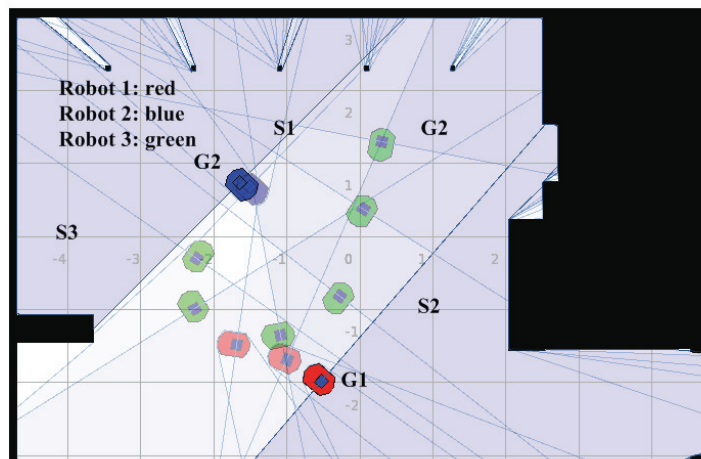 3
Robot 1: red
Robot 2: blue
Robot 3: green
2
S1
G2
G2
1
S3
-4
-3
-2
-1
0
1
2
S2
-1
G1
-2